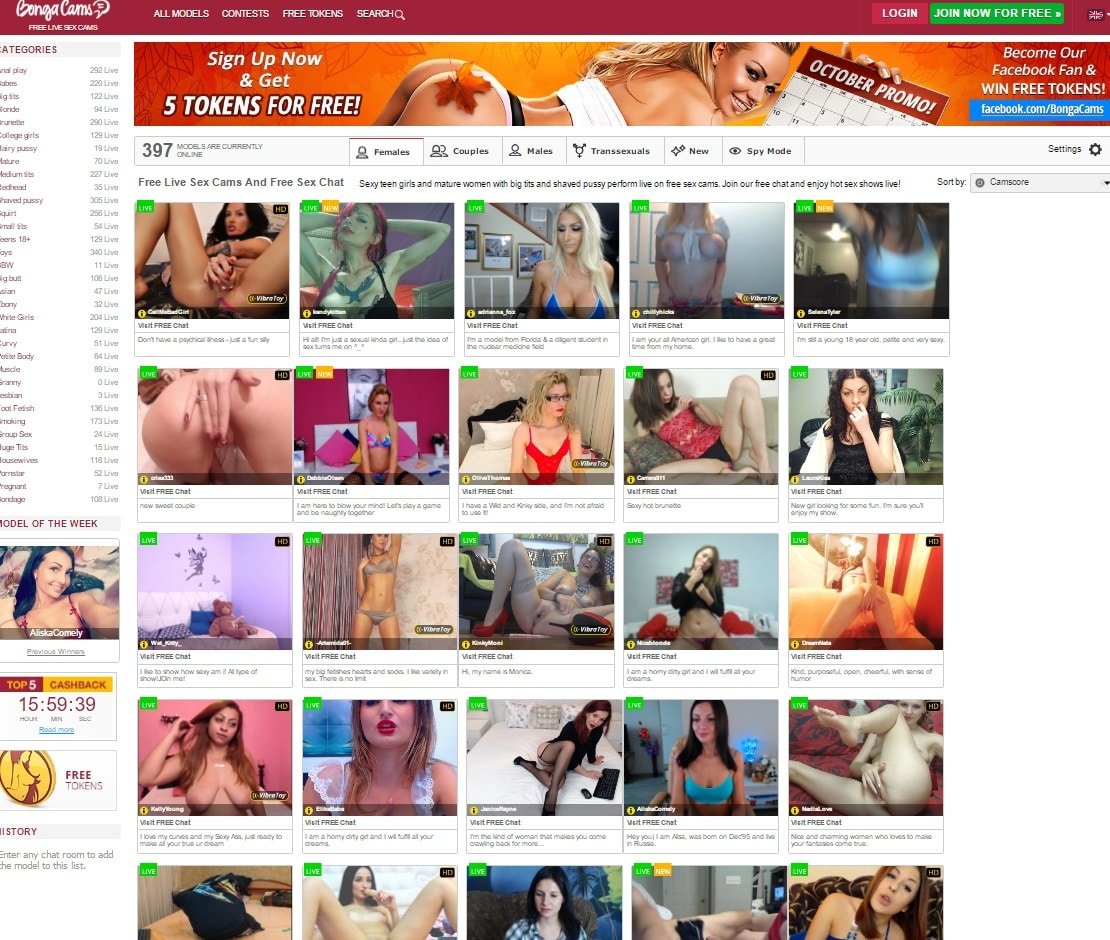 BongaCams
FREE LIVE SEX CAMS
ALL MODELS CONTESTS FREE TOKENS SEARCH
LOGIN JOIN NOW FOR FREE »
Sign Up Now
& Get
5 TOKENS FOR FREE!
OCTOBER PROMO!
Become Our
Facebook Fan &
WIN FREE TOKENS!
facebook.com/BongaCams
ATEGORIES
nal play 292 Live
abes 220 Live
ig tits 122 Live
londe 94 Live
runette 290 Live
ollege girls 129 Live
airy pussy 19 Live
ature 70 Live
edium tits 227 Live
edhead 35 Live
haved pussy 305 Live
quirt 256 Live
mall tits 54 Live
eens 18+ 129 Live
oys 340 Live
BW 11 Live
ig butt 106 Live
sian 47 Live
bony 32 Live
hite Girls 204 Live
atina 129 Live
urvy 51 Live
etite Body 84 Live
uscle 89 Live
ranny 0 Live
esbian 3 Live
oot Fetish 136 Live
moking 173 Live
roup Sex 24 Live
uge Tits 15 Live
ousewives 118 Live
ornstar 52 Live
regnant 7 Live
ondage 108 Live
MODEL OF THE WEEK
AliskaComely
Previous Winners
TOP 5 CASHBACK
15:59:39
HOUR MIN SEC
Read more
FREE
TOKENS
ISTORY
Enter any chat room to add
the model to this list.
397 MODELS ARE CURRENTLY
ONLINE
Females Couples Males Transsexuals New Spy Mode
Settings
Free Live Sex Cams And Free Sex Chat
Sexy teen girls and mature women with big tits and shaved pussy perform live on free sex cams. Join our free chat and enjoy hot sex shows live!
Sort by: Camscore
LIVE HD LIVE NEW LIVE LIVE LIVE NEW
VibraToy VibraToy
CallMeBadGirl kandykitten adrianna_fox chillyhicks SelenaTyler
Visit FREE Chat Visit FREE Chat Visit FREE Chat Visit FREE Chat Visit FREE Chat
Don't have a psychical illness - just a fun silly
Hi all! I'm just a sexual kinda girl...just the idea of
sex turns me on ^_^
I'm a model from Florida & a diligent student in
the nudear medicine field
I am your all American girl. I like to have a great
time from my home.
I'm still a young 18 year old, petite and very sexy.
LIVE HD LIVE NEW LIVE LIVE HD LIVE
VibraToy
criss333 DebbieOlsen OliveThomas Camera911 LauraKiss
Visit FREE Chat Visit FREE Chat Visit FREE Chat Visit FREE Chat Visit FREE Chat
new sweet couple
I am here to blow your mind! Let's play a game
and be naughty together
I have a Wild and Kinky side, and I'm not afraid
to use it!
Sexy hot brunette
New girl looking for some fun. I'm sure you'll
enjoy my show.
LIVE HD LIVE HD LIVE HD LIVE LIVE HD
VibraToy VibraToy
Wet_Kitty_ -Artemida01- KinkyMoni Niceblonde DreamNats
Visit FREE Chat Visit FREE Chat Visit FREE Chat Visit FREE Chat Visit FREE Chat
I like to show how sexy am I! All type of
show!JOin me!
my big fetishes hearts and socks. I like variety in
sex. There is no limit
Hi, my name is Monica.
I am a horny dirty girl and I will fulfill all your
dreams.
Kind, purposeful, open, cheerful, with sense of
humor
LIVE HD LIVE HD LIVE LIVE LIVE HD
VibraToy
KellyYoung ElikaBabe JaniceRayne AliskaComely NadiaLove
Visit FREE Chat Visit FREE Chat Visit FREE Chat Visit FREE Chat Visit FREE Chat
I love my curves and my Sexy Ass, just ready to
make all your true ur dream
I am a horny dirty girl and I will fulfill all your
dreams.
I'm the kind of woman that makes you come
crawling back for more...
Hey you) I am Alsa, was born on Dec'95 and live
in Russia.
Nice and charming women who loves to make
your fantasies come true.
LIVE LIVE HD LIVE LIVE NEW LIVE HD